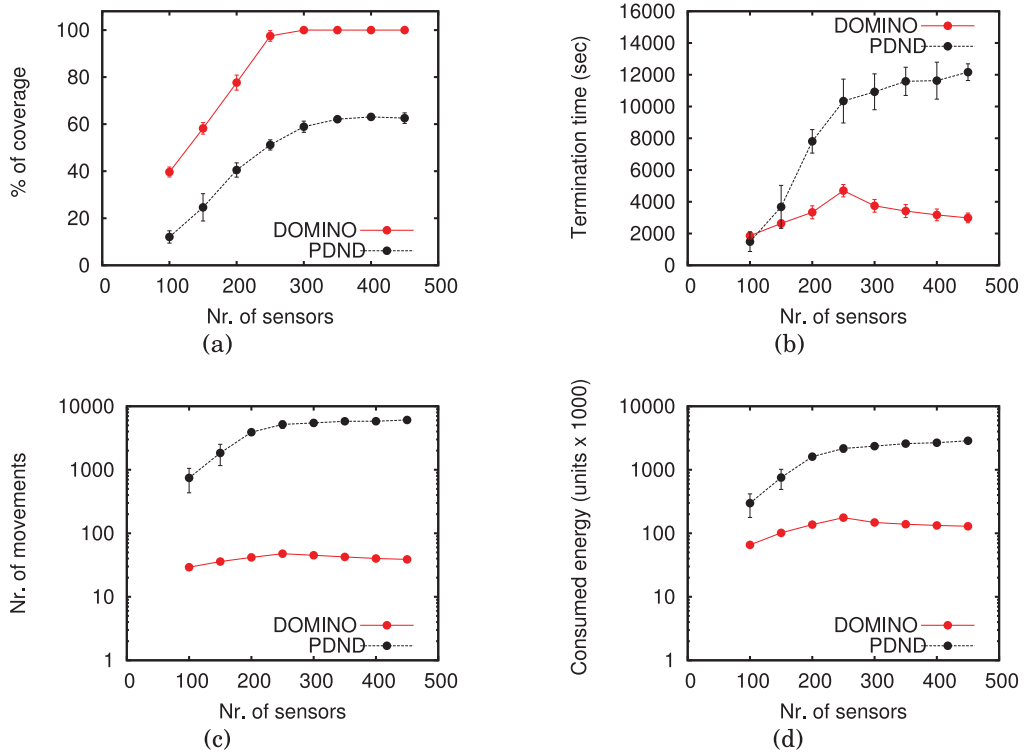 100
80
60
40
20
0
% of coverage
DOMINO
PDND
0 100 200 300 400 500
Nr. of sensors
(a)
16000
14000
12000
10000
8000
6000
4000
2000
0
Termination time (sec)
DOMINO
PDND
0 100 200 300 400 500
Nr. of sensors
(b)
10000
1000
100
10
1
Nr. of movements
DOMINO
PDND
0 100 200 300 400 500
Nr. of sensors
(c)
10000
1000
100
10
1
Consumed energy (units x 1000)
DOMINO
PDND
0 100 200 300 400 500
Nr. of sensors
(d)